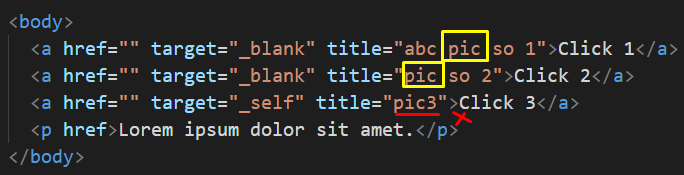 <body>
<a href="" target="_blank" title="abc pic so 1">Click 1</a>
<a href="" target="_blank" title="pic so 2">Click 2</a>
<a href="" target="_self" title="pic3">Click 3</a>
<p href>Lorem ipsum dolor sit amet.</p>
</body>